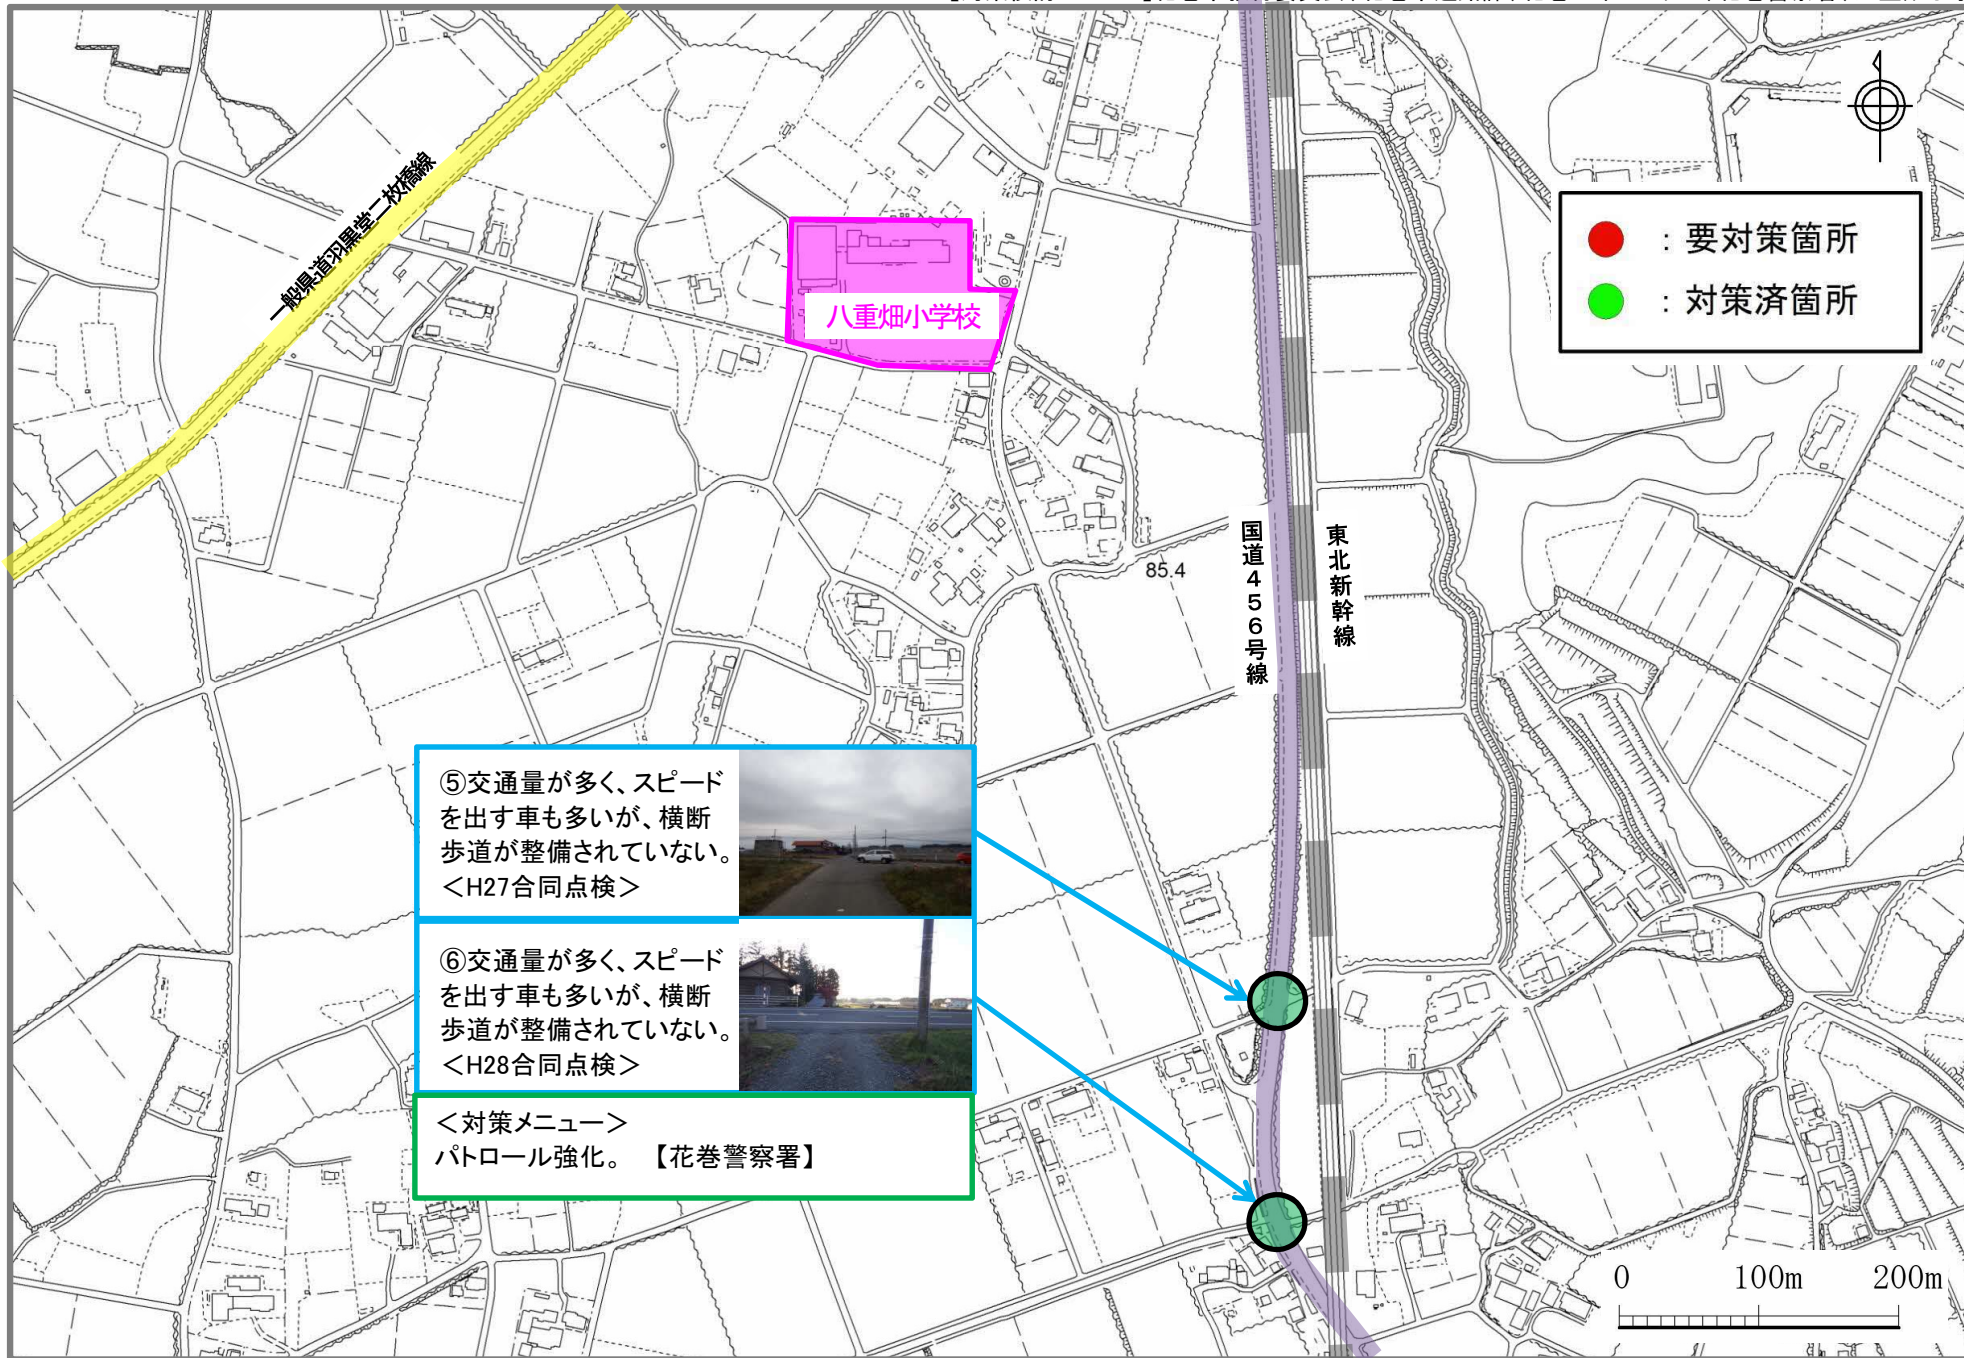 一般県道羽黒堂二枚橋線
八重畑小学校
：要対策箇所
：対策済箇所
国道４５６号線
東北新幹線
85.4
⑤交通量が多く、スピード
を出す車も多いが、横断
歩道が整備されていない。
＜H27合同点検＞
⑥交通量が多く、スピード
を出す車も多いが、横断
歩道が整備されていない。
＜H28合同点検＞
＜対策メニュー＞
パトロール強化。　【花巻警察署】
0 100m 200m